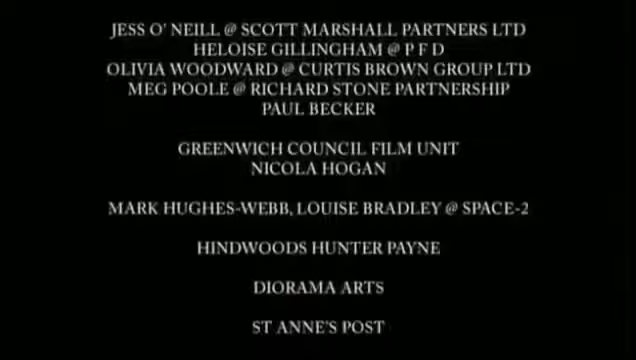 JESS O' NEILL @ SCOTT MARSHALL PARTNERS LTD
HELOISE GILLINGHAM @ P F D
OLIVIA WOODWARD @ CURTIS BROWN GROUP LTD
MEG POOLE @ RICHARD STONE PARTNERSHIP
PAUL BECKER
GREENWICH COUNCIL FILM UNIT
NICOLA HOGAN
MARK HUGHES-WEBB, LOUISE BRADLEY @ SPACE-2
HINDWOODS HUNTER PAYNE
DIORAMA ARTS
ST ANNE'S POST